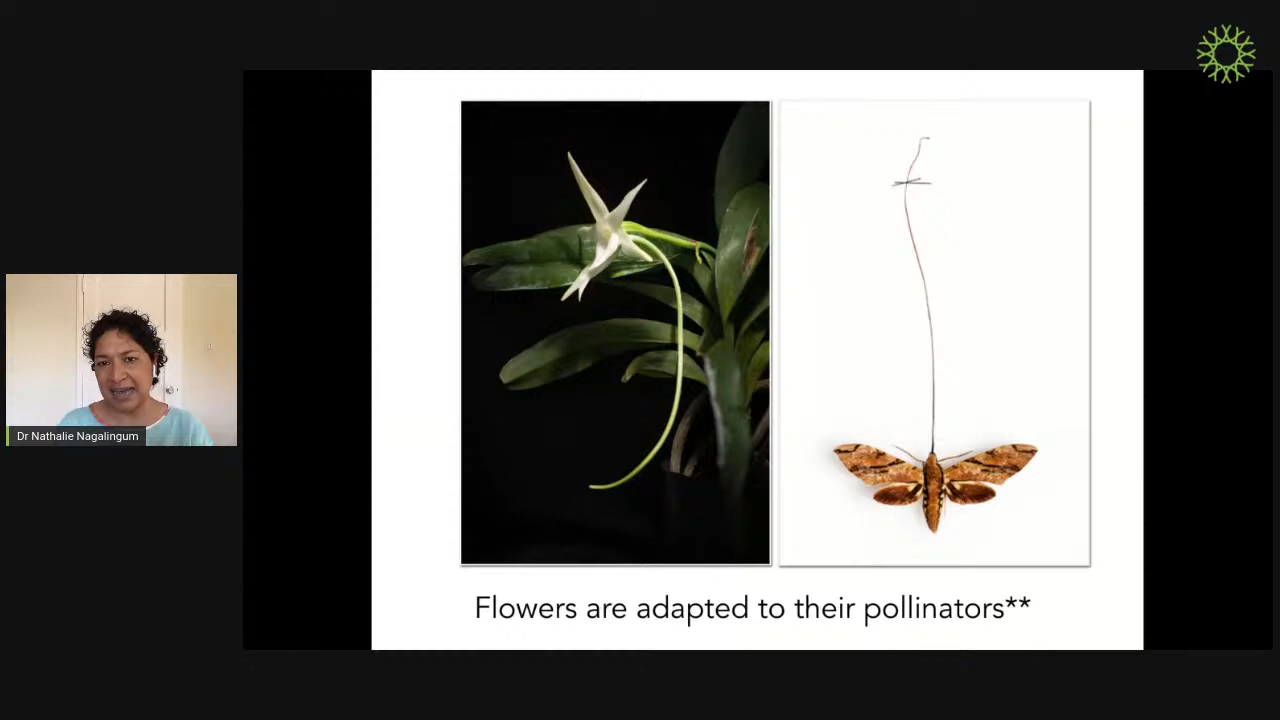 Dr Nathalie Nagalingum
Flowers are adapted to their pollinators**